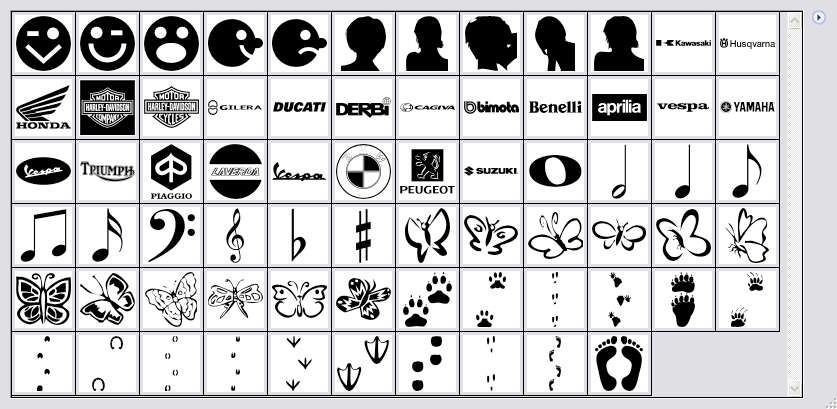 Kawasaki
Husqvarna
HONDA
MOTOR
HARLEY-DAVIDSON
COMPANY
MOTOR
HARLEY-DAVIDSON
CYCLES
GILERA
DUCATI
DERBi
CAGIVA
bimota
Benelli
aprilia
vespa
YAMAHA
Vespa
TRIUMPH
PIAGGIO
LAVERDA
Vespa
PEUGEOT
SUZUKI